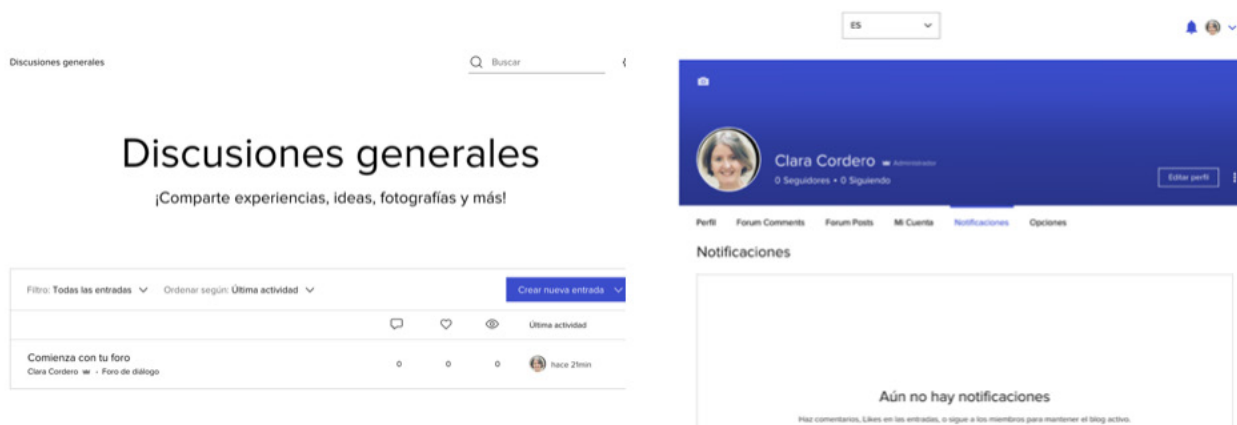 Discusiones generales
Buscar
Discusiones generales
¡Comparte experiencias, ideas, fotografías y más!
Filtro: Todas las entradas
Ordenar según: Última actividad
Crear nueva entrada
Última actividad
Comienza con tu foro
0 0 0 hace 21min
Clara Cordero - Foro de diálogo
ES
Clara Cordero Administrador
0 Seguidores • 0 Siguiendo
Editar perfil
Perfil Forum Comments Forum Posts Mi Cuenta Notificaciones Opciones
Notificaciones
Aún no hay notificaciones
Haz comentarios, Likes en las entradas, o sigue a los miembros para mantener el blog activo.